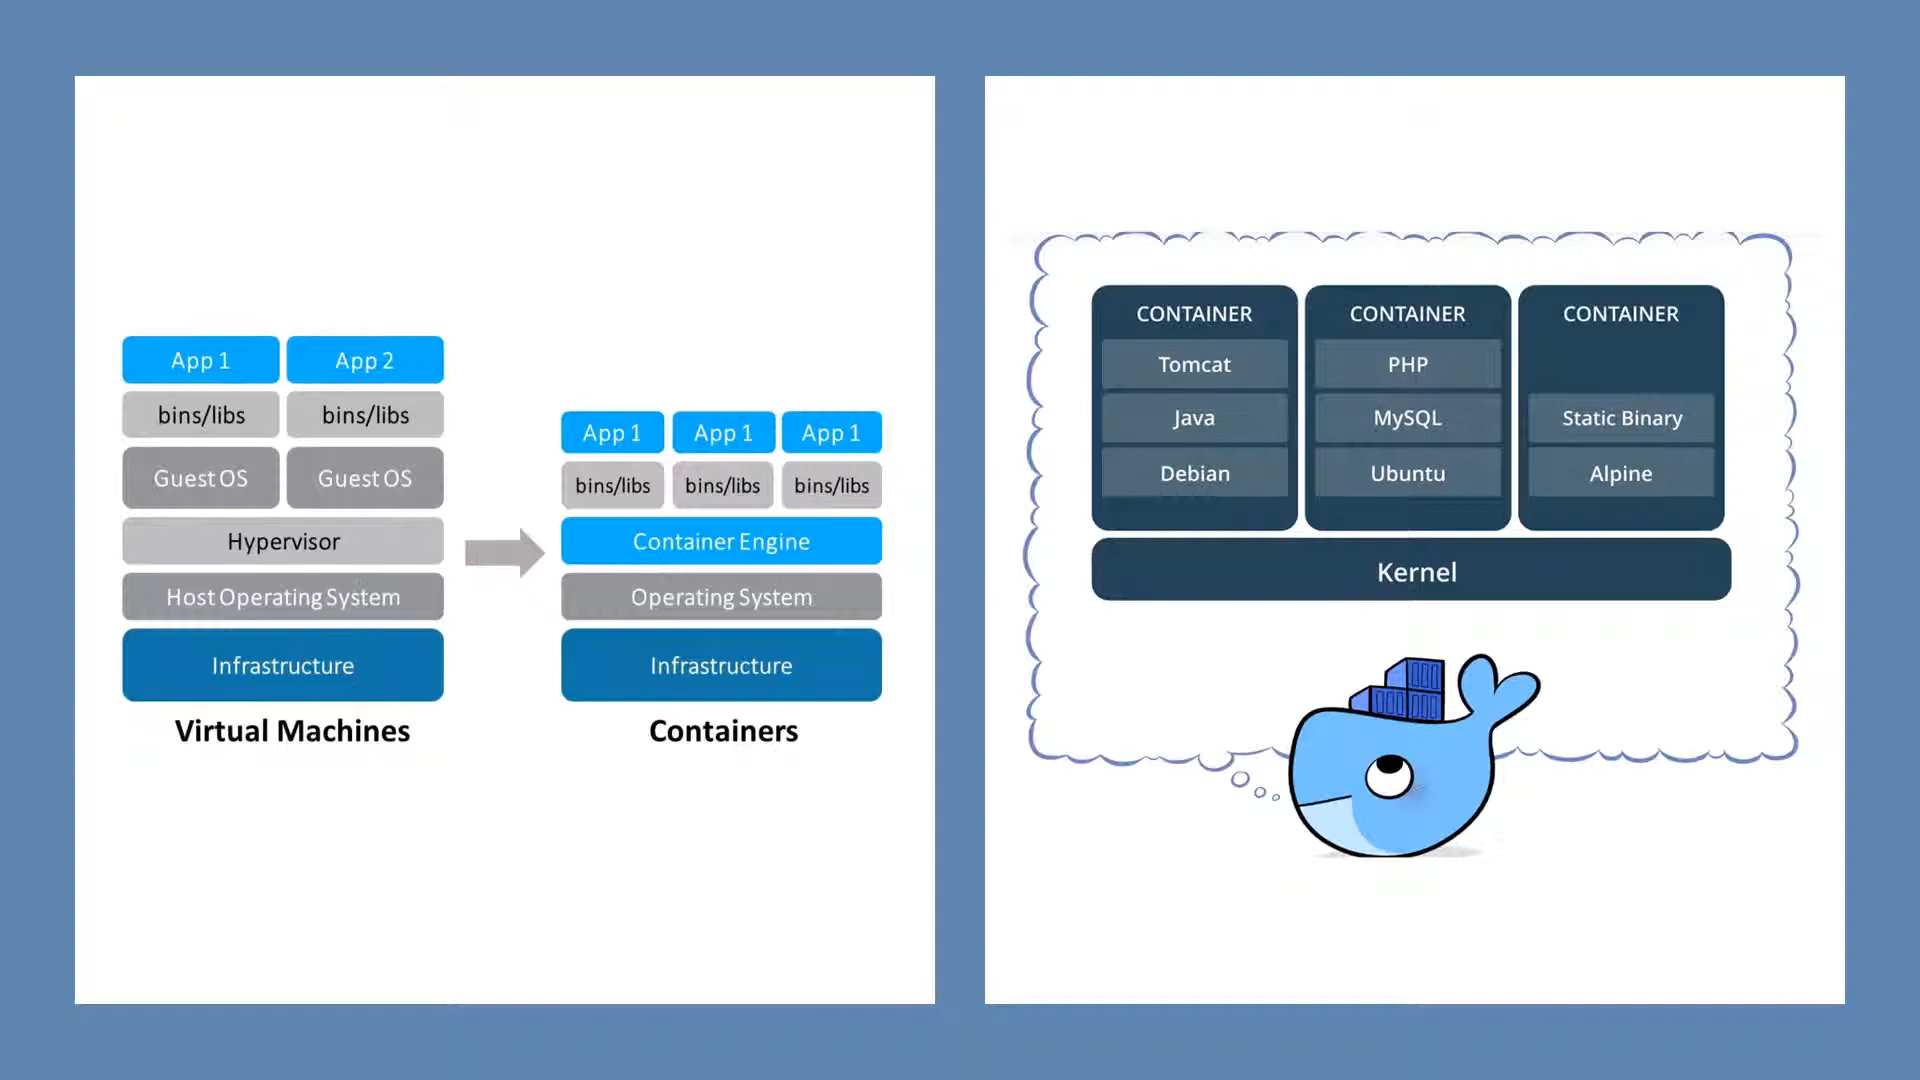 App 1
App 2
bins/libs
bins/libs
Guest OS
Guest OS
Hypervisor
Host Operating System
Infrastructure
Virtual Machines
App 1
App 1
App 1
bins/libs
bins/libs
bins/libs
Container Engine
Operating System
Infrastructure
Containers
CONTAINER
Tomcat
Java
Debian
CONTAINER
PHP
MySQL
Ubuntu
CONTAINER
Static Binary
Alpine
Kernel